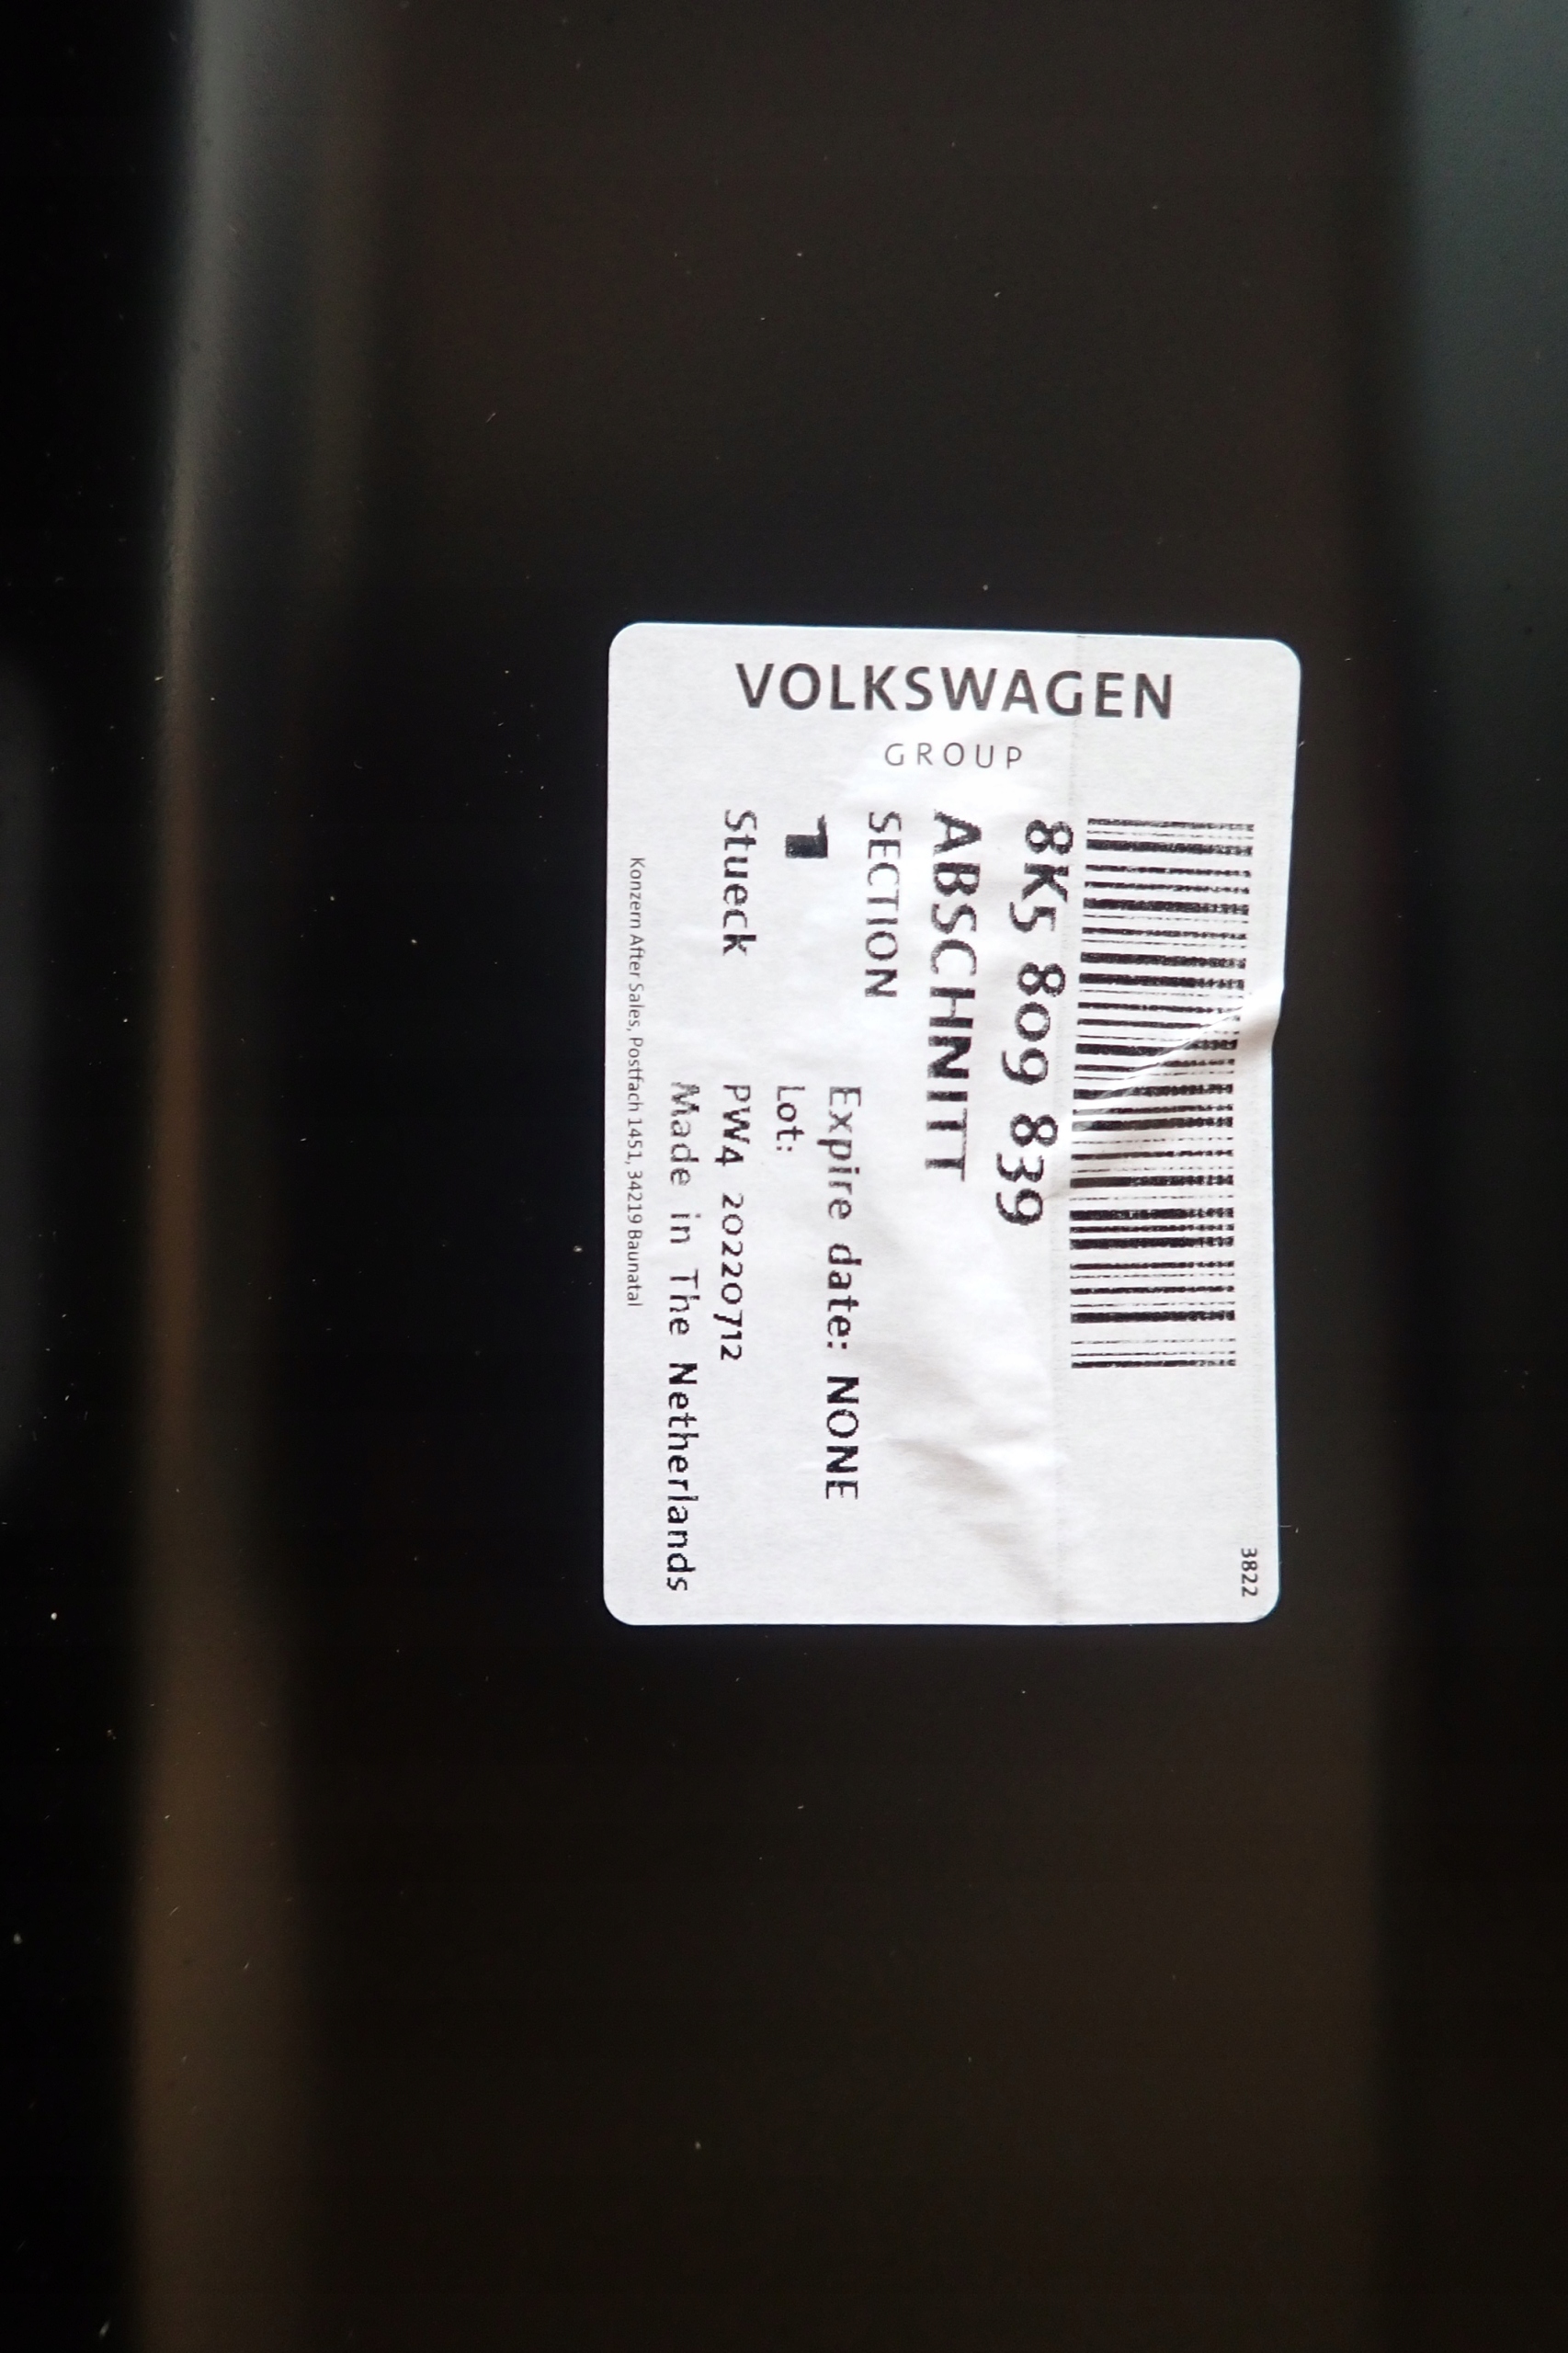 VOLKSWAGEN
GROUP
3822
8K5 809 839
ABSCHNITT
SECTION
1
Stueck
Expire date: NONE
Lot:
PW4 20220712
Made in The Netherlands
Konzern After Sales, Postfach 1451, 34219 Baunatal